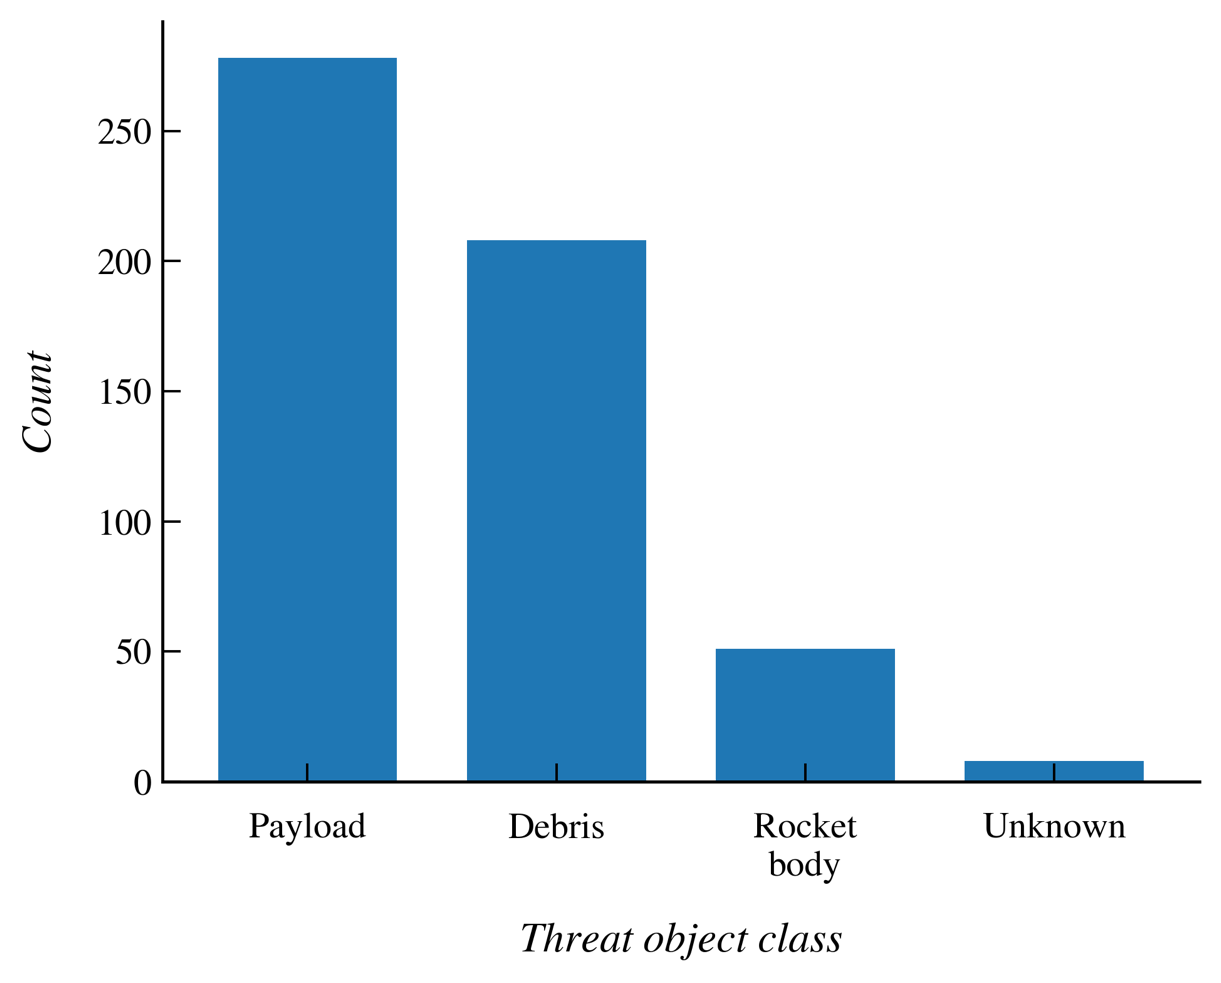 250
200
150
100
50
0
Count
Payload
Debris
Rocket
body
Unknown
Threat object class